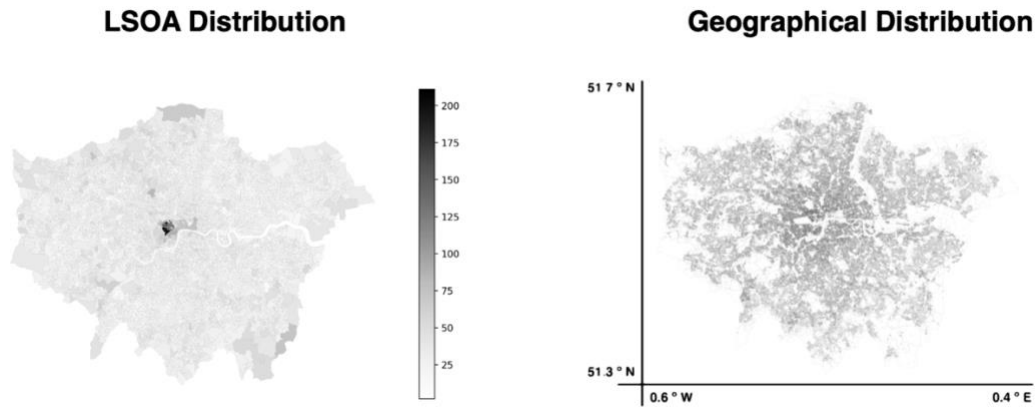 LSOA Distribution
Geographical Distribution
200
175
150
125
100
75
50
25
51 7 ° N
51 3 ° N
0.6 ° W
0.4 ° E